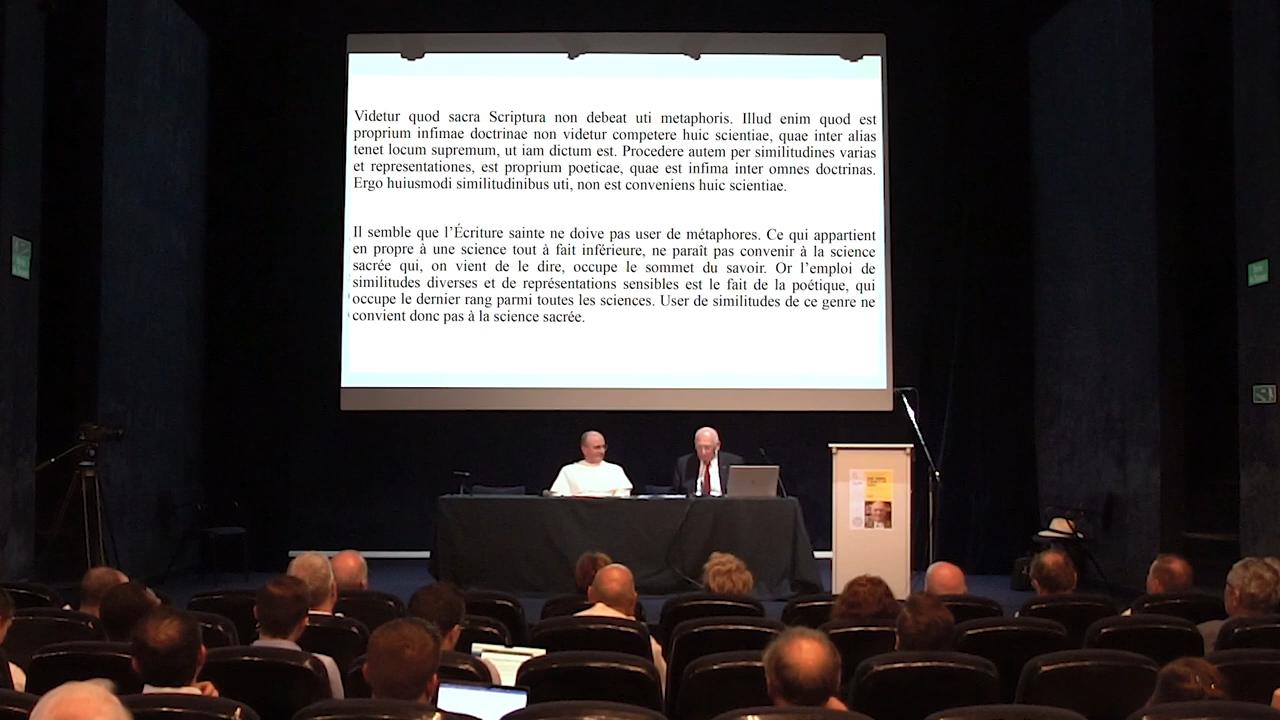 Videtur quod sacra Scriptura non debeat uti metaphoris. Illud enim quod est
proprium infimae doctrinae non videtur competere huic scientiae, quae inter alias
tenet locum supremum, ut iam dictum est. Procedere autem per similitudines varias
et representationes, est proprium poeticae, quae est infima inter omnes doctrinas.
Ergo huiusmodi similitudinibus uti, non est conveniens huic scientiae.
Il semble que l’Écriture sainte ne doive pas user de métaphores. Ce qui appartient
en propre à une science tout à fait inférieure, ne paraît pas convenir à la science
sacrée qui, on vient de le dire, occupe le sommet du savoir. Or l’emploi de
similitudes diverses et de représentations sensibles est le fait de la poétique, qui
occupe le dernier rang parmi toutes les sciences. User de similitudes de ce genre ne
convient donc pas à la science sacrée.